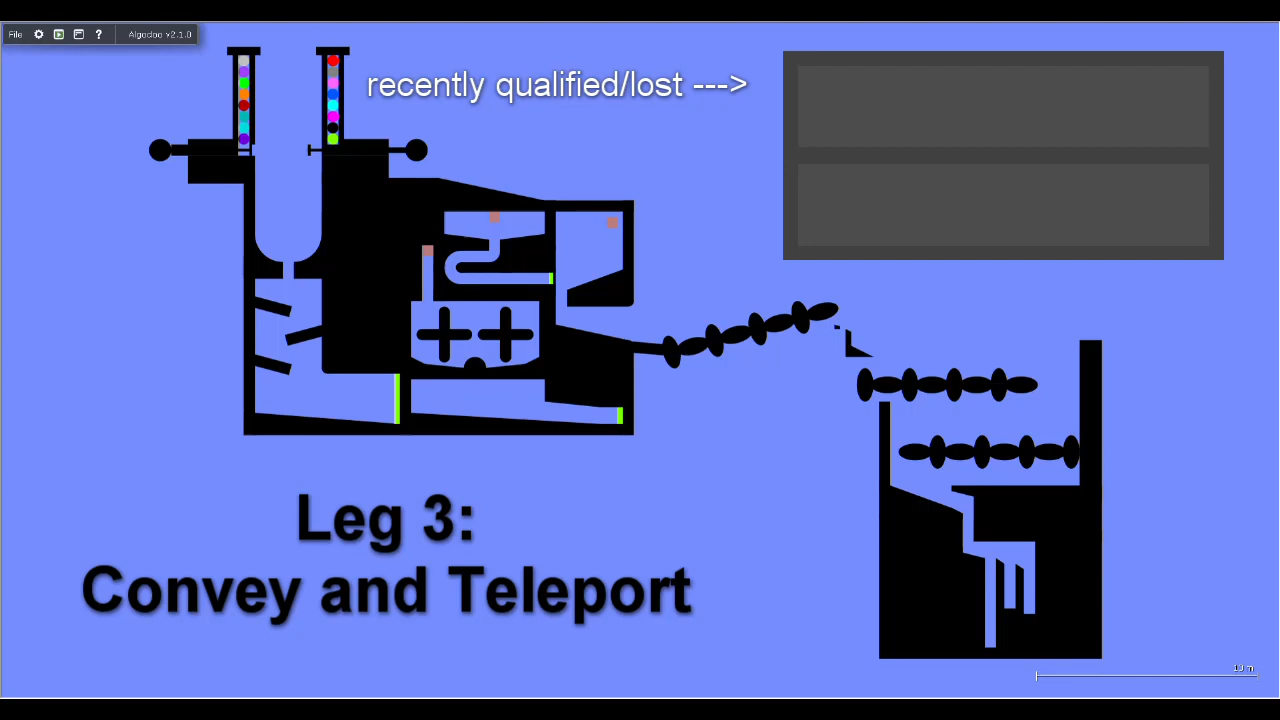 File ? Algodoo v2.1.0
recently qualified/lost --->
Leg 3:
Convey and Teleport